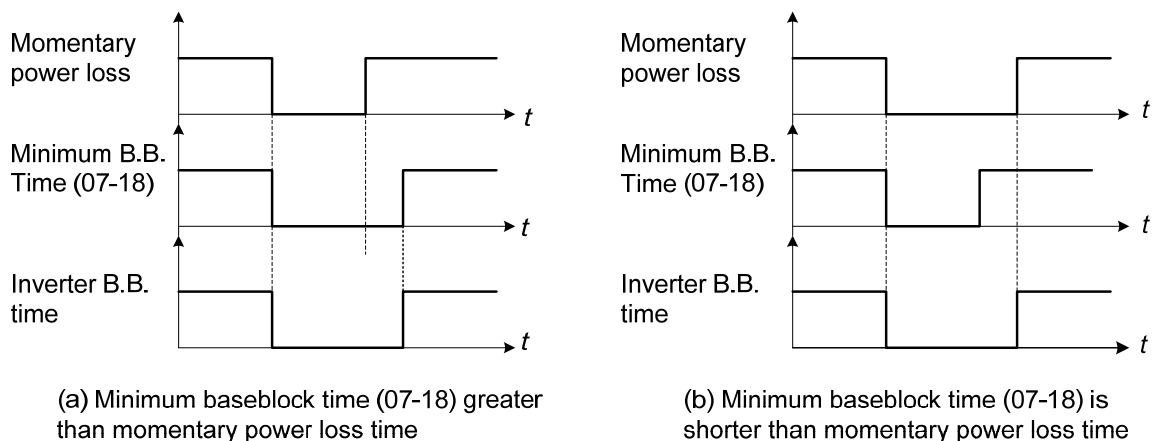 Momentary
power loss
t
Minimum B.B.
Time (07-18)
t
Inverter B.B.
time
t
(a) Minimum baseblock time (07-18) greater
than momentary power loss time
Momentary
power loss
t
Minimum B.B.
Time (07-18)
t
Inverter B.B.
time
t
(b) Minimum baseblock time (07-18) is
shorter than momentary power loss time